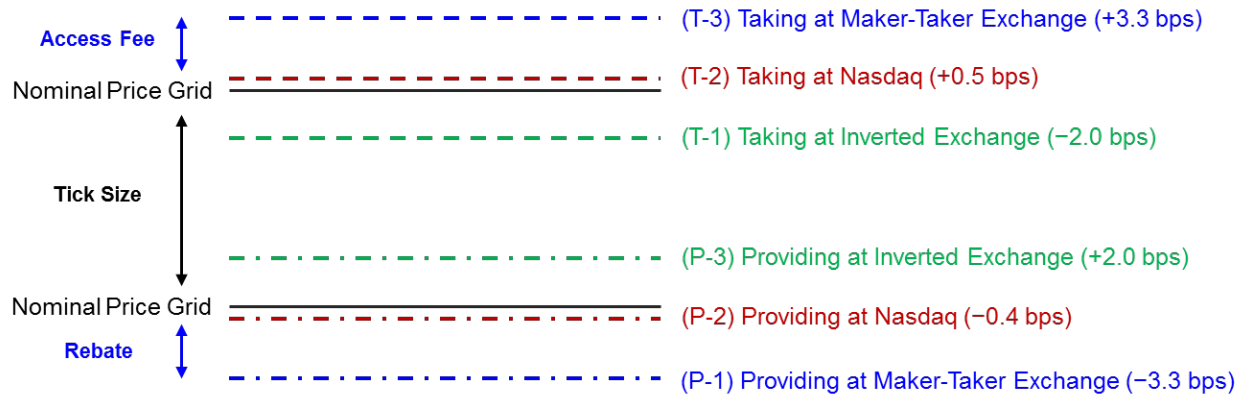 (T-3) Taking at Maker-Taker Exchange (+3.3 bps)
Access Fee
(T-2) Taking at Nasdaq (+0.5 bps)
Nominal Price Grid
(T-1) Taking at Inverted Exchange (−2.0 bps)
Tick Size
(P-3) Providing at Inverted Exchange (+2.0 bps)
Nominal Price Grid
(P-2) Providing at Nasdaq (−0.4 bps)
Rebate
(P-1) Providing at Maker-Taker Exchange (−3.3 bps)